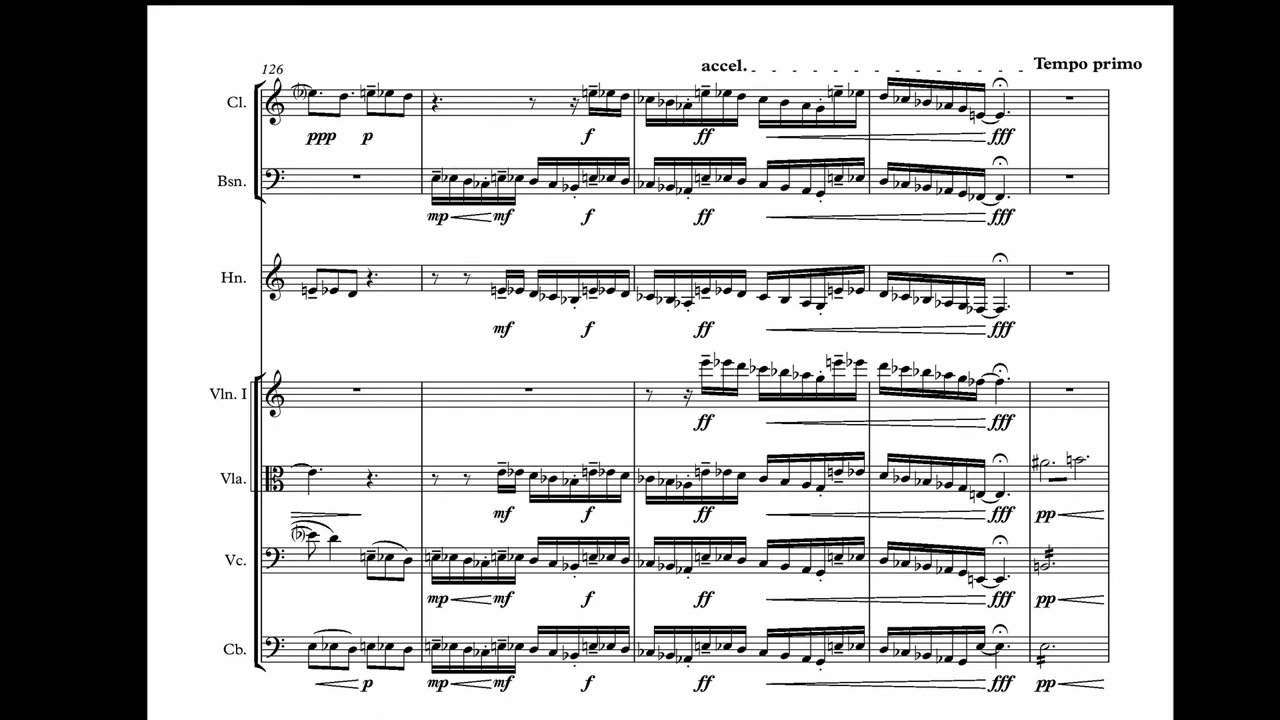 accel. Tempo primo
126
Cl.
ppp p f ff fff
Bsn.
mp mf f ff fff
Hn.
mf f ff fff
Vln. I
ff fff
Vla.
mf f ff fff pp
Vc.
mp mf f ff fff pp
Cb.
p mp mf f ff fff pp